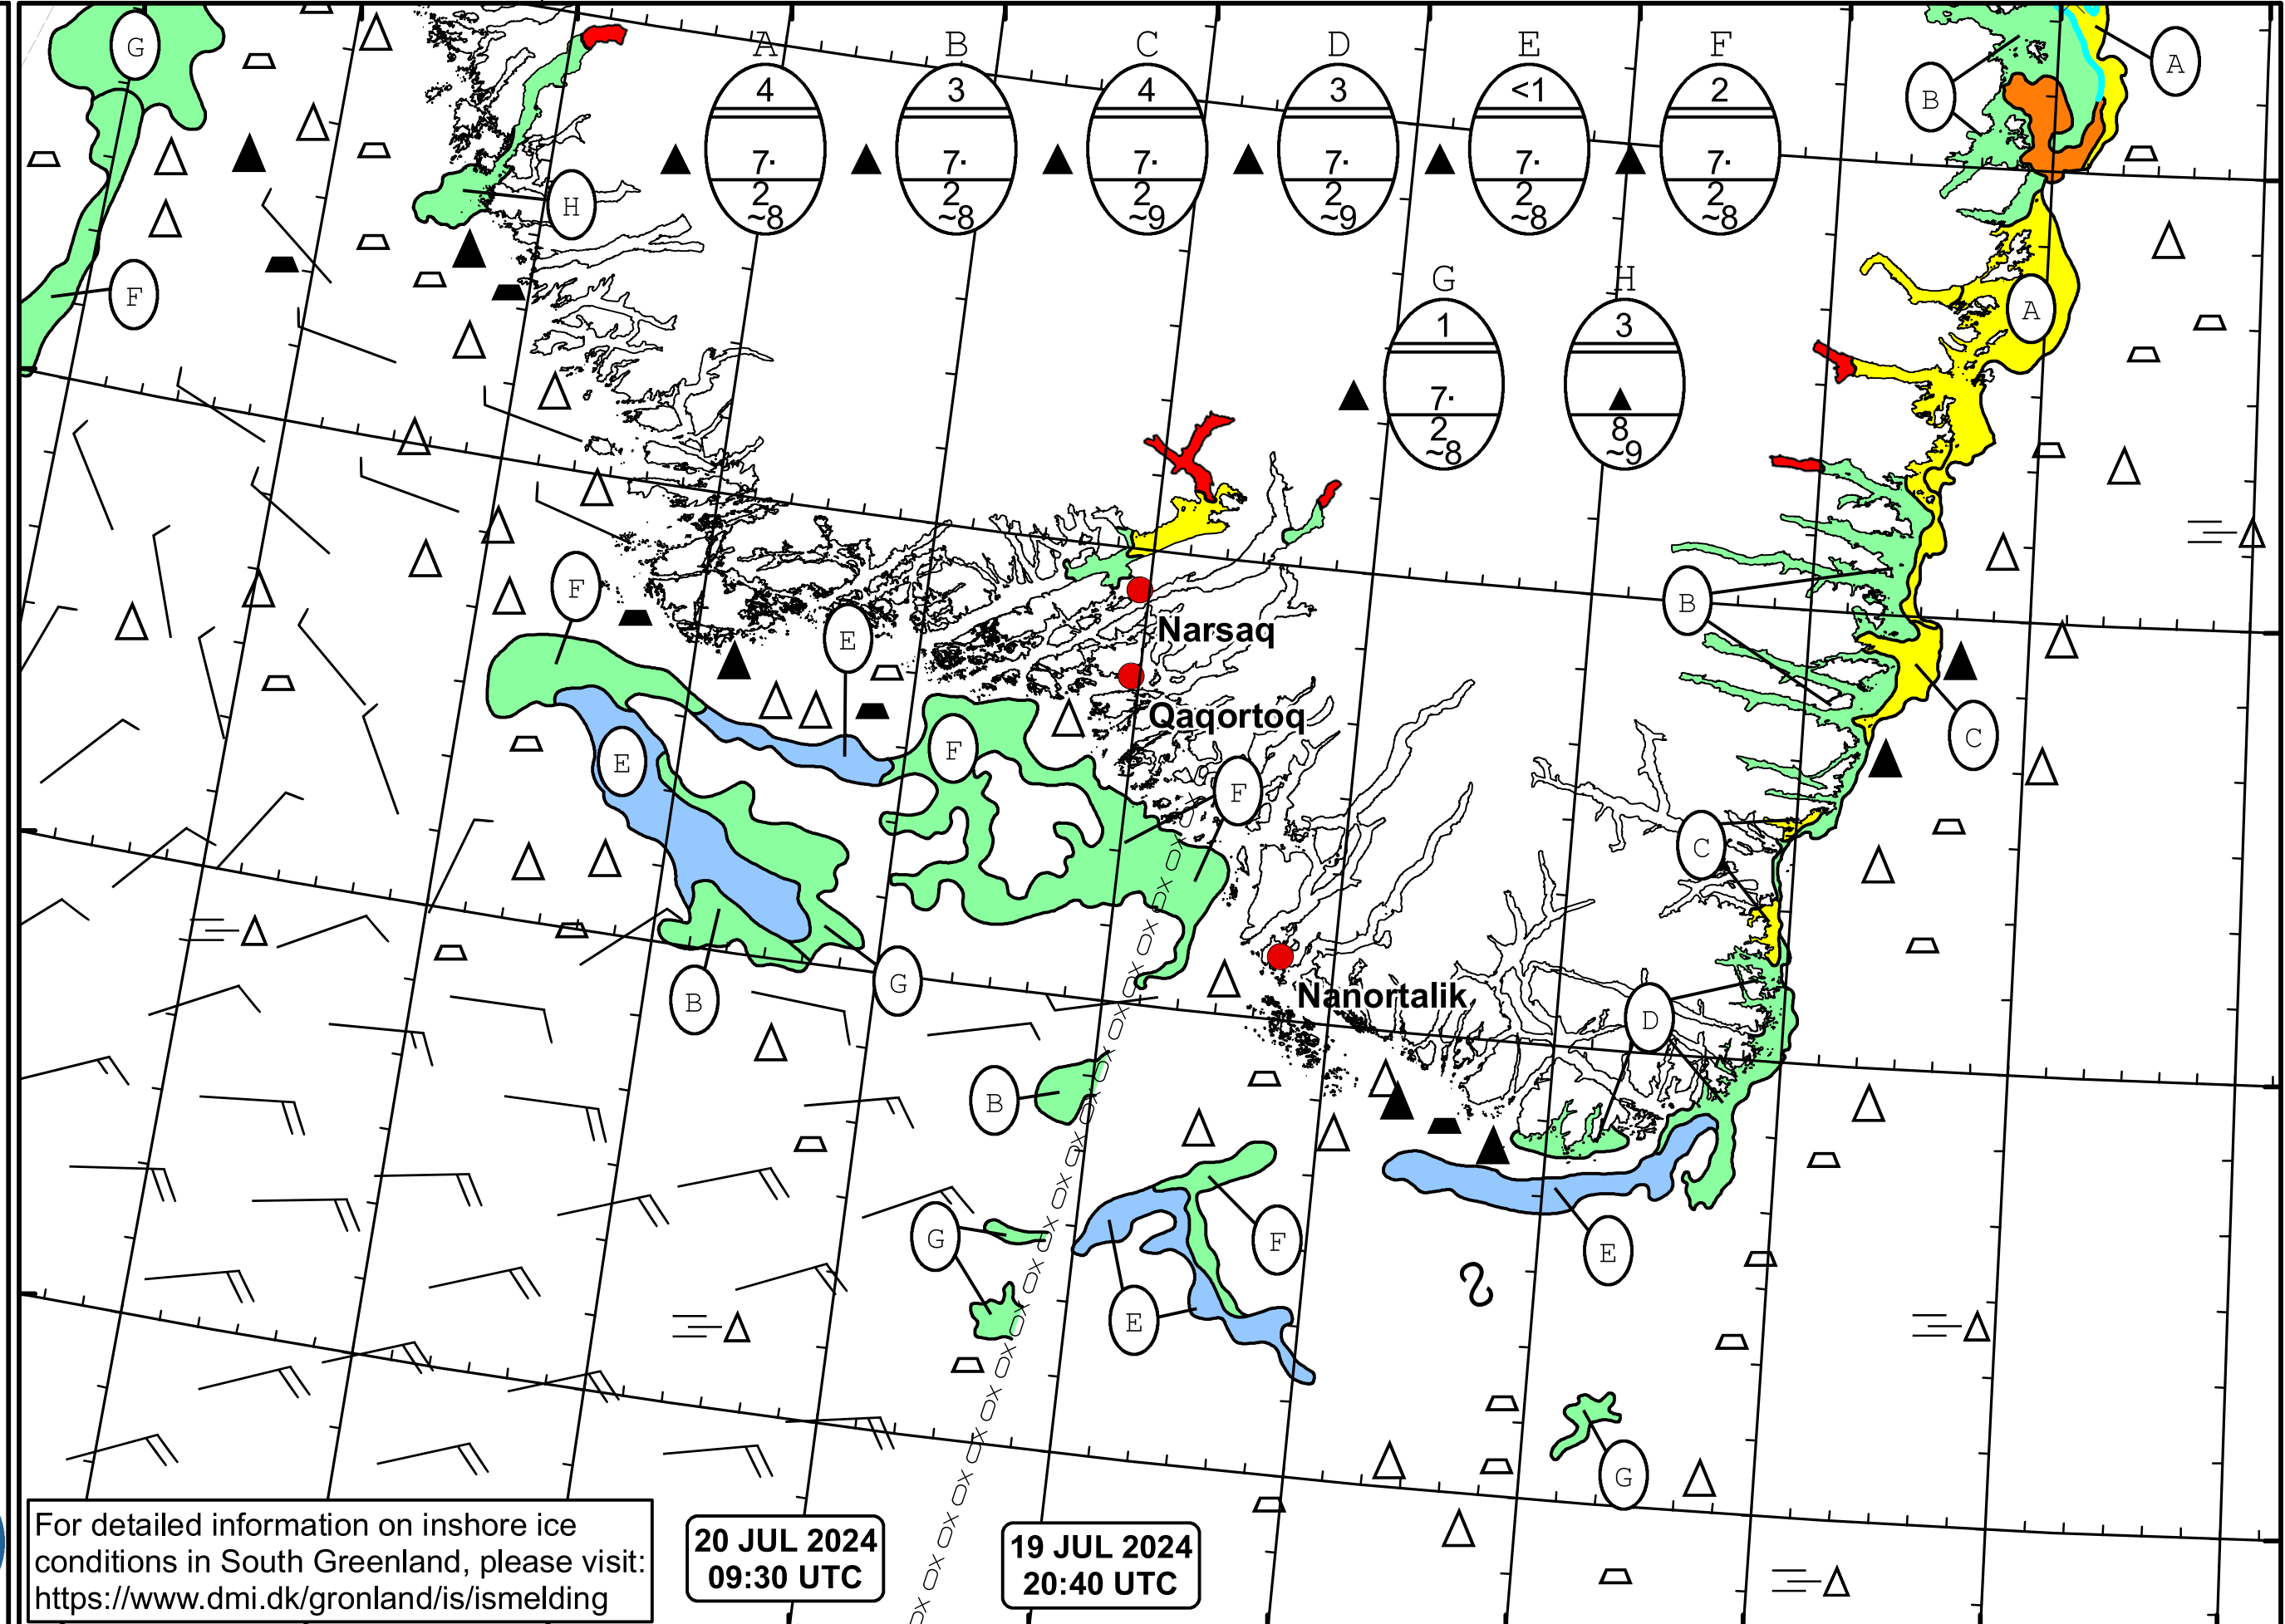 A B C D E F
4 3 4 3 <1 2
7· 7· 7· 7· 7· 7·
2 2 2 2 2 2
~8 ~8 ~9 ~9 ~8 ~8
G H
1 3
7·
2 8
~8 ~9
G
A
B
H
F
A
F
E
B
Narsaq
Qaqortoq
F
E
F
C
C
B
G
Nanortalik
D
B
G
F
E
E
G
For detailed information on inshore ice
conditions in South Greenland, please visit:
https://www.dmi.dk/gronland/is/ismelding
20 JUL 2024
09:30 UTC
19 JUL 2024
20:40 UTC